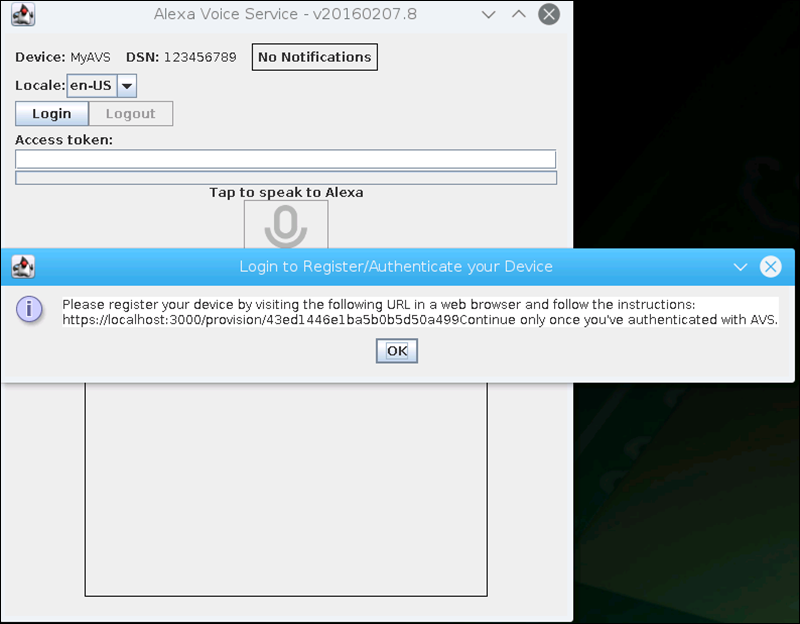 Alexa Voice Service - v20160207.8
Device: MyAVS DSN: 123456789 No Notifications
Locale: en-US
Login Logout
Access token:
Tap to speak to Alexa
Login to Register/Authenticate your Device
Please register your device by visiting the following URL in a web browser and follow the instructions:
https://localhost:3000/provision/43ed1446e1ba5b0b5d50a499Continue only once you've authenticated with AVS.
OK